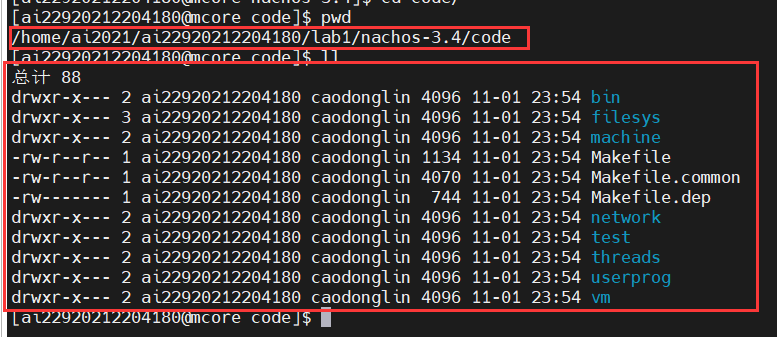 [ai22920212204180@mcore nachos-3.4]$ cd code/
[ai22920212204180@mcore code]$ pwd
/home/ai2021/ai22920212204180/lab1/nachos-3.4/code
[ai22920212204180@mcore code]$ ll
总计 88
drwxr-x--- 2 ai22920212204180 caodonglin 4096 11-01 23:54 bin
drwxr-x--- 3 ai22920212204180 caodonglin 4096 11-01 23:54 filesys
drwxr-x--- 2 ai22920212204180 caodonglin 4096 11-01 23:54 machine
-rw-r--r-- 1 ai22920212204180 caodonglin 1134 11-01 23:54 Makefile
-rw-r--r-- 1 ai22920212204180 caodonglin 4070 11-01 23:54 Makefile.common
-rw------- 1 ai22920212204180 caodonglin  744 11-01 23:54 Makefile.dep
drwxr-x--- 2 ai22920212204180 caodonglin 4096 11-01 23:54 network
drwxr-x--- 2 ai22920212204180 caodonglin 4096 11-01 23:54 test
drwxr-x--- 2 ai22920212204180 caodonglin 4096 11-01 23:54 threads
drwxr-x--- 2 ai22920212204180 caodonglin 4096 11-01 23:54 userprog
drwxr-x--- 2 ai22920212204180 caodonglin 4096 11-01 23:54 vm
[ai22920212204180@mcore code]$